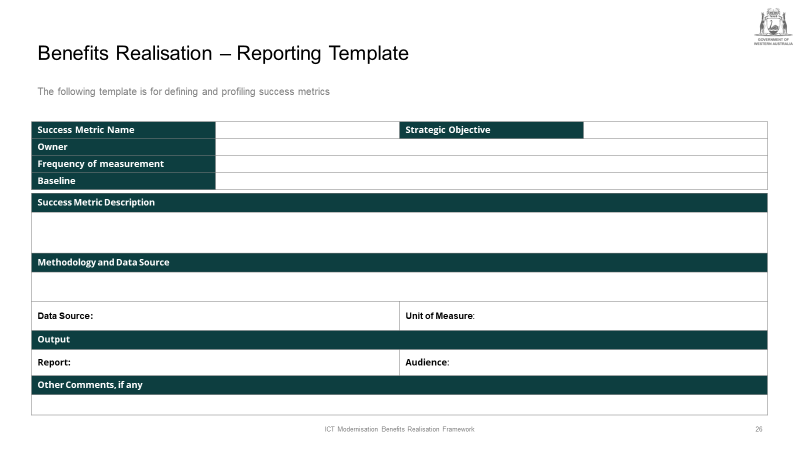 GOVERNMENT OF
WESTERN AUSTRALIA
Benefits Realisation – Reporting Template
The following template is for defining and profiling success metrics
Success Metric Name
Strategic Objective
Owner
Frequency of measurement
Baseline
Success Metric Description
Methodology and Data Source
Data Source:
Unit of Measure:
Output
Report:
Audience:
Other Comments, if any
ICT Modernisation Benefits Realisation Framework
26